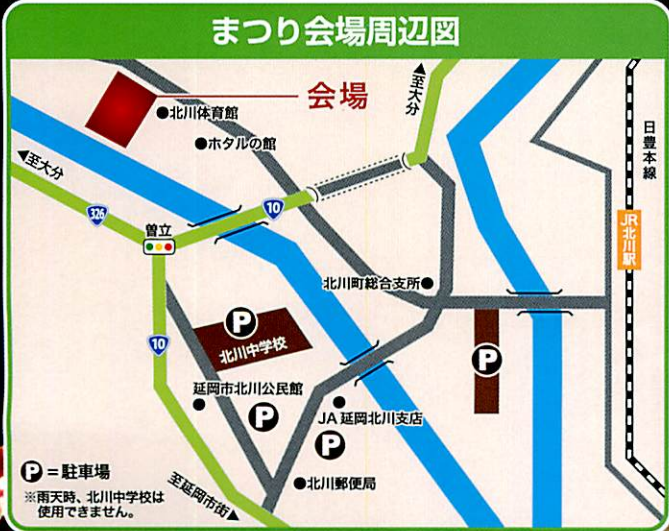 まつり会場周辺図
会場
●北川体育館
●ホタルの館
▲至大分
◀至大分
日豊本線
JR北川駅
326
曽立
10
北川町総合支所●
P
北川中学校
P
10
延岡市北川公民館
P
JA延岡北川支店
P
●北川郵便局
至延岡市街▶
P=駐車場
※雨天時、北川中学校は
使用できません。